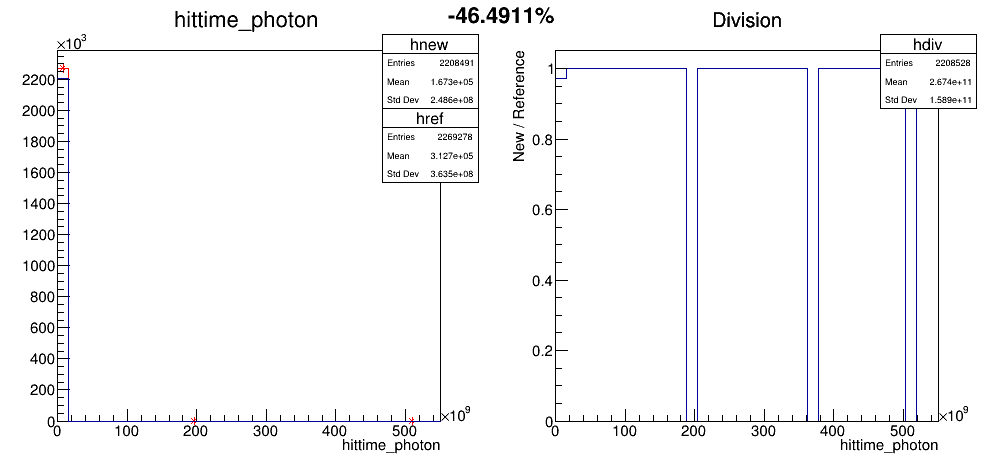 -46.4911%
hittime_photon
×10³
hnew
Entries 2208491
Mean 1.673e+05
Std Dev 2.486e+08
href
Entries 2269278
Mean 3.127e+05
Std Dev 3.635e+08
2200
2000
1800
1600
1400
1200
1000
800
600
400
200
0
0 100 200 300 400 500
×10⁹
hittime_photon
Division
hdiv
Entries 2208528
Mean 2.674e+11
Std Dev 1.589e+11
New / Reference
1
0.8
0.6
0.4
0.2
0
0 100 200 300 400 500
×10⁹
hittime_photon